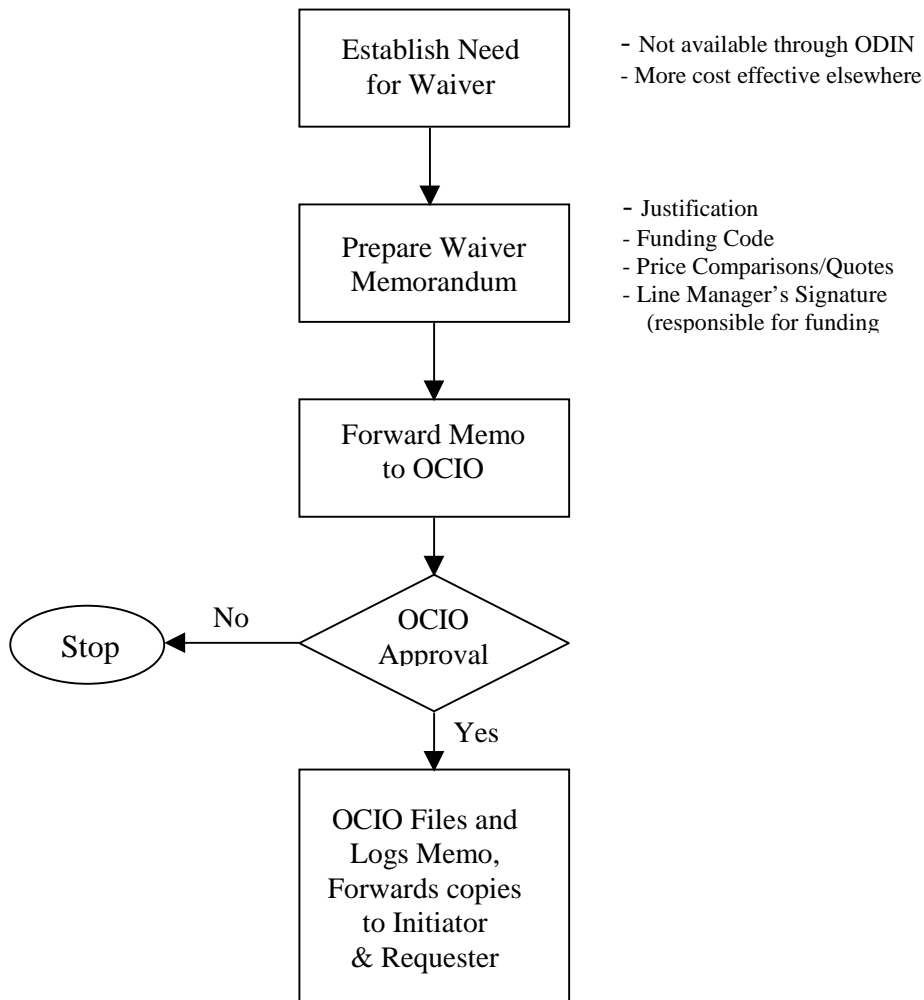 Establish Need
for Waiver
- Not available through ODIN
- More cost effective elsewhere
Prepare Waiver
Memorandum
- Justification
- Funding Code
- Price Comparisons/Quotes
- Line Manager’s Signature
(responsible for funding
Forward Memo
to OCIO
OCIO
Approval
No
Stop
Yes
OCIO Files and
Logs Memo,
Forwards copies
to Initiator
& Requester